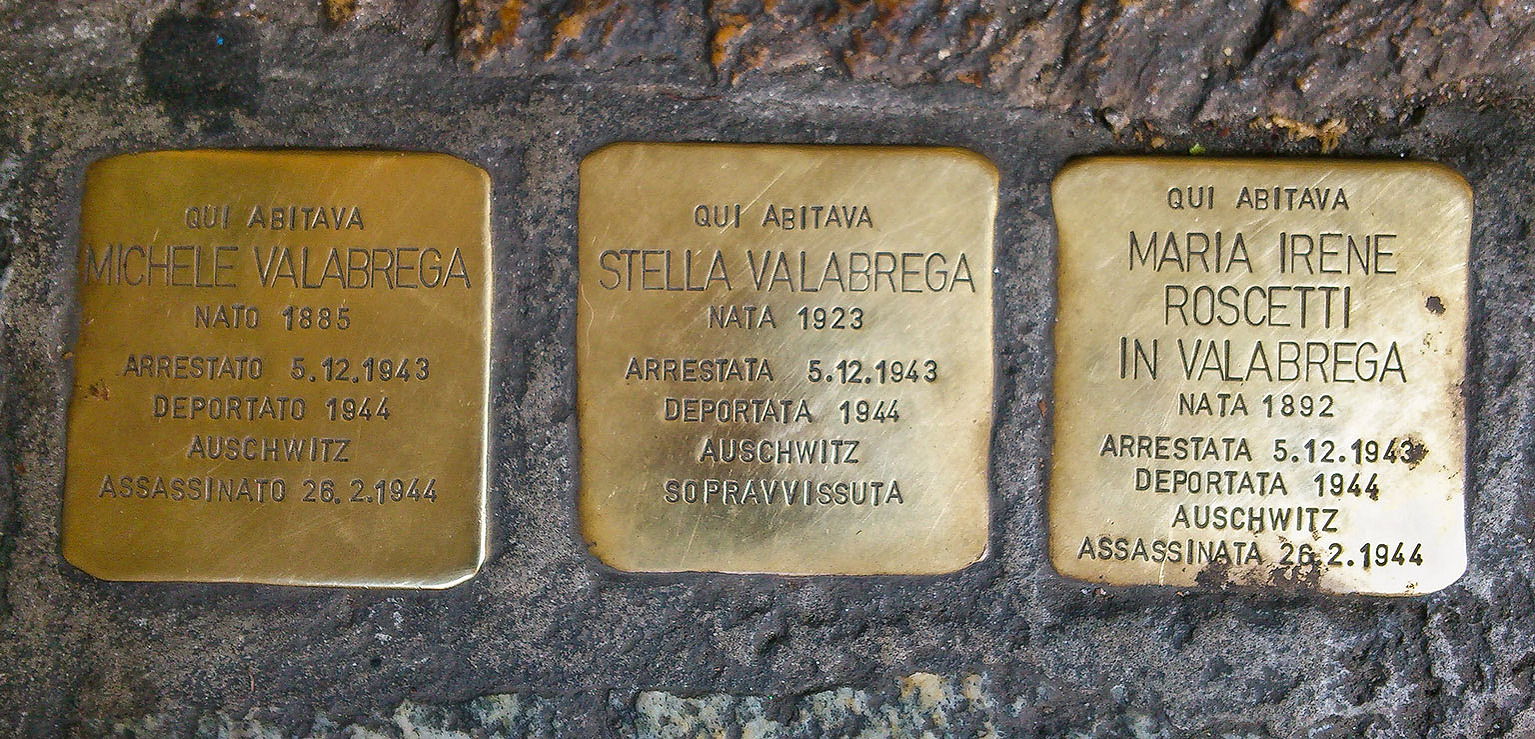 QUI ABITAVA
MICHELE VALABREGA
NATO 1885
ARRESTATO 5.12.1943
DEPORTATO 1944
AUSCHWITZ
ASSASSINATO 26.2.1944
QUI ABITAVA
STELLA VALABREGA
NATA 1923
ARRESTATA 5.12.1943
DEPORTATA 1944
AUSCHWITZ
SOPRAVVISSUTA
QUI ABITAVA
MARIA IRENE
ROSCETTI
IN VALABREGA
NATA 1892
ARRESTATA 5.12.1943
DEPORTATA 1944
AUSCHWITZ
ASSASSINATA 26.2.1944